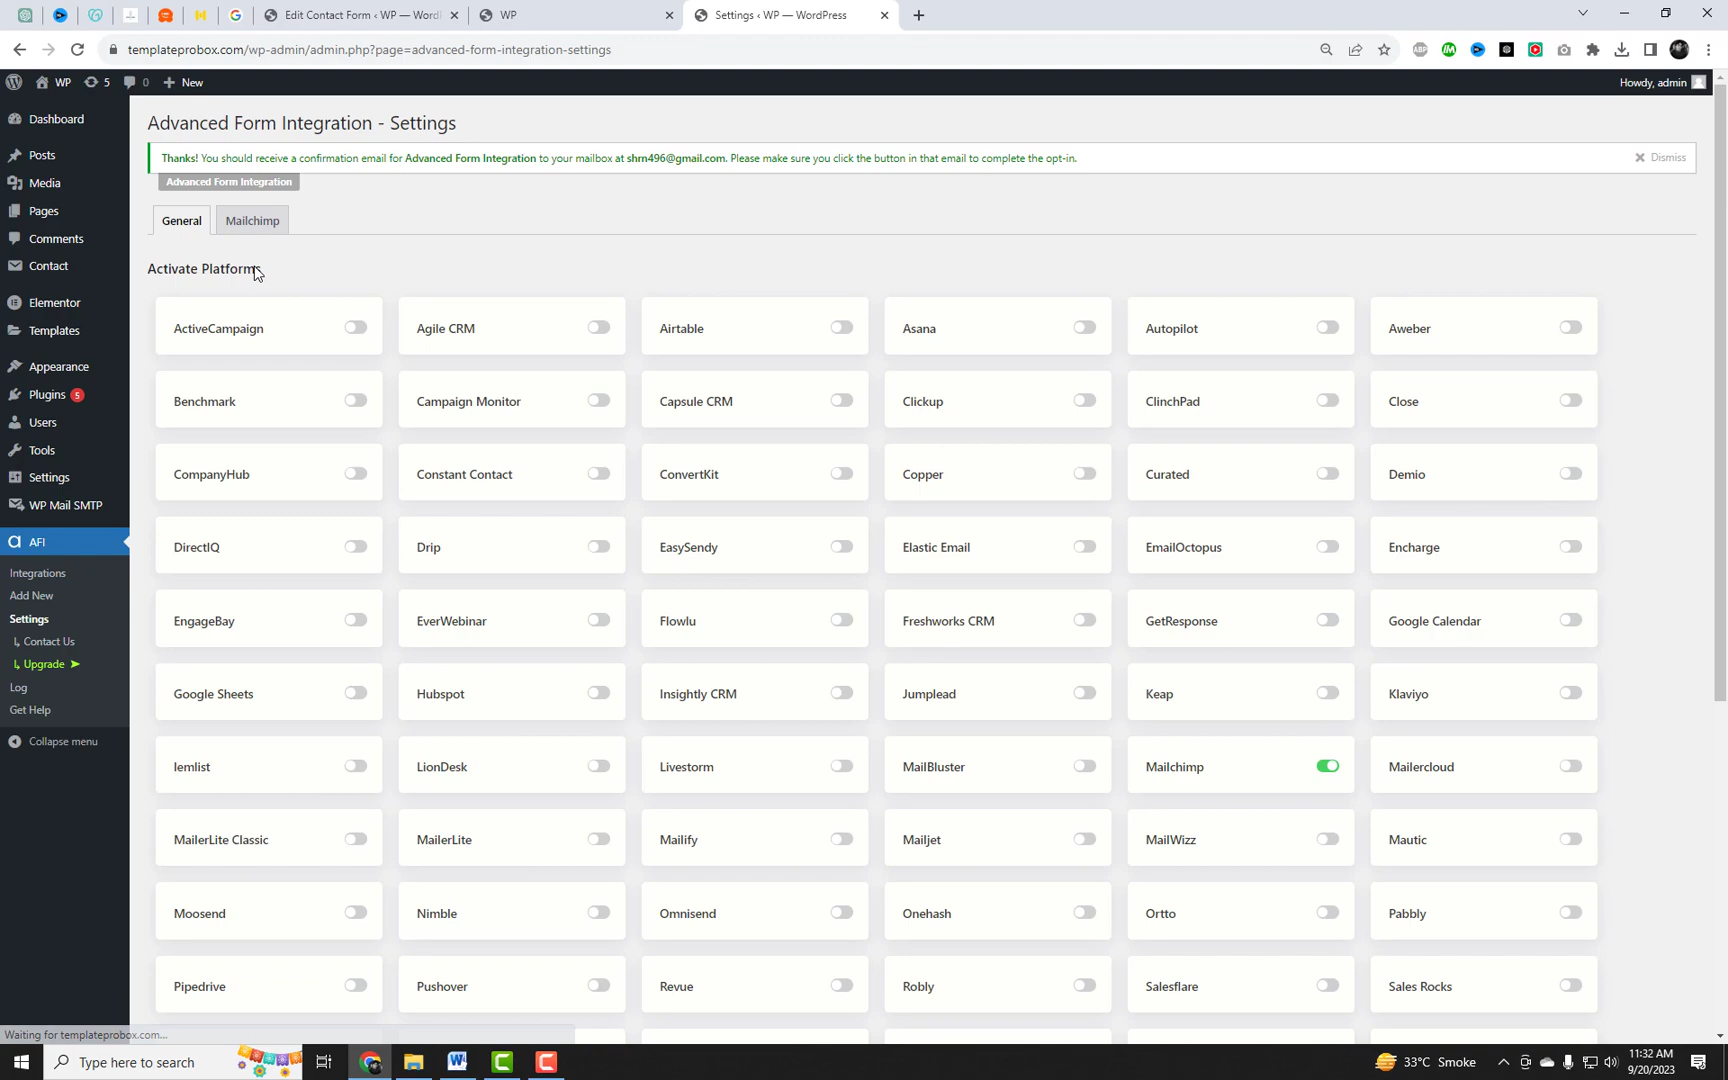 Edit Contact Form ‹ WP — Word
WP
Settings ‹ WP — WordPress
templateprobox.com/wp-admin/admin.php?page=advanced-form-integration-settings
WP
5
0
New
Howdy, admin
Dashboard
Posts
Media
Pages
Comments
Contact
Elementor
Templates
Appearance
Plugins 5
Users
Tools
Settings
WP Mail SMTP
AFI
Integrations
Add New
Settings
↳ Contact Us
↳ Upgrade ➤
Log
Get Help
Collapse menu
Advanced Form Integration - Settings
Thanks! You should receive a confirmation email for Advanced Form Integration to your mailbox at shrn496@gmail.com. Please make sure you click the button in that email to complete the opt-in.
Dismiss
Advanced Form Integration
General Mailchimp
Activate Platforms
ActiveCampaign Agile CRM Airtable Asana Autopilot Aweber
Benchmark Campaign Monitor Capsule CRM Clickup ClinchPad Close
CompanyHub Constant Contact ConvertKit Copper Curated Demio
DirectIQ Drip EasySendy Elastic Email EmailOctopus Encharge
EngageBay EverWebinar Flowlu Freshworks CRM GetResponse Google Calendar
Google Sheets Hubspot Insightly CRM Jumplead Keap Klaviyo
lemlist LionDesk Livestorm MailBluster Mailchimp Mailercloud
MailerLite Classic MailerLite Mailify Mailjet MailWizz Mautic
Moosend Nimble Omnisend Onehash Ortto Pabbly
Pipedrive Pushover Revue Robly Salesflare Sales Rocks
Waiting for templateprobox.com...
Type here to search
33°C Smoke
11:32 AM
9/20/2023